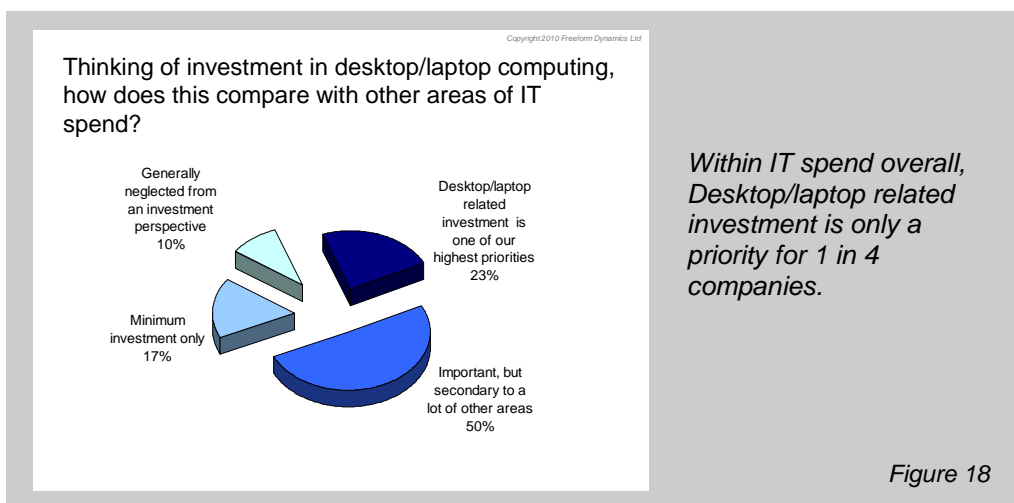 Copyright 2010 Freeform Dynamics Ltd
Thinking of investment in desktop/laptop computing,
how does this compare with other areas of IT
spend?
Generally
neglected from
an investment
perspective
10%
Desktop/laptop
related
investment is
one of our
highest priorities
23%
Minimum
investment only
17%
Important, but
secondary to a
lot of other areas
50%
Within IT spend overall,
Desktop/laptop related
investment is only a
priority for 1 in 4
companies.
Figure 18